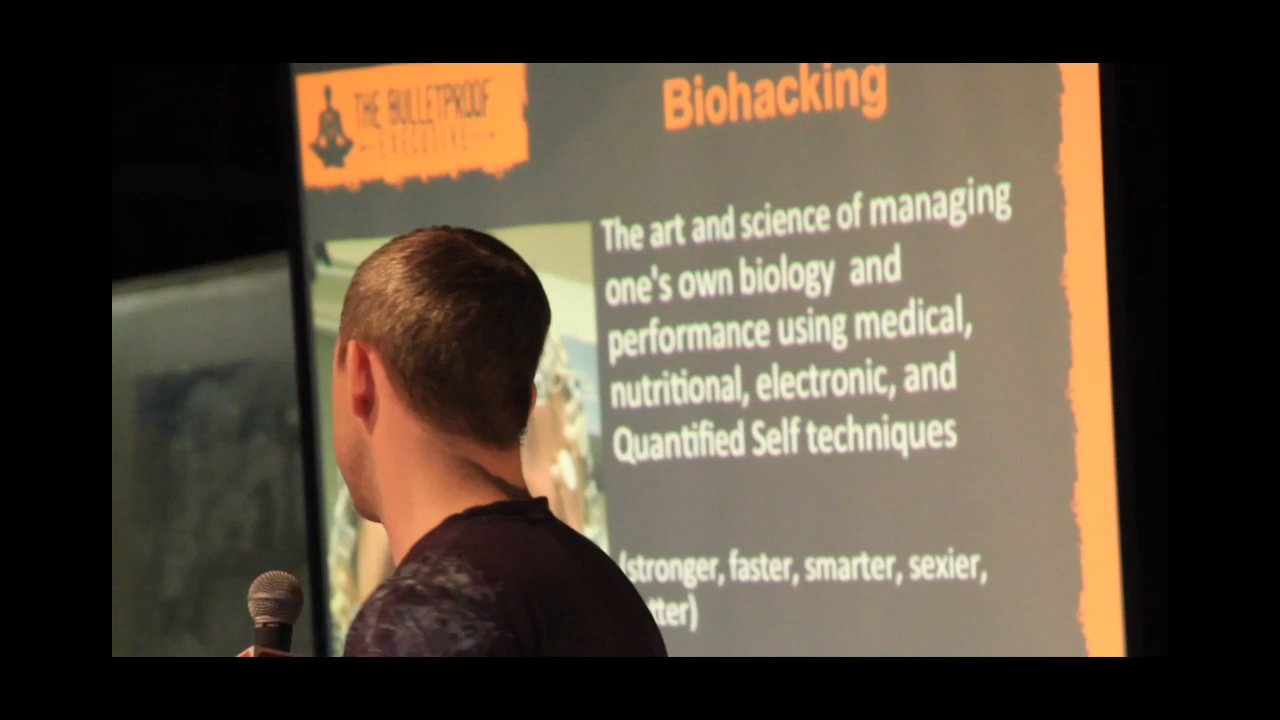 THE BULLETPROOF
EXECUTIVE
Biohacking
The art and science of managing
one's own biology and
performance using medical,
nutritional, electronic, and
Quantified Self techniques
(stronger, faster, smarter, sexier,
tter)